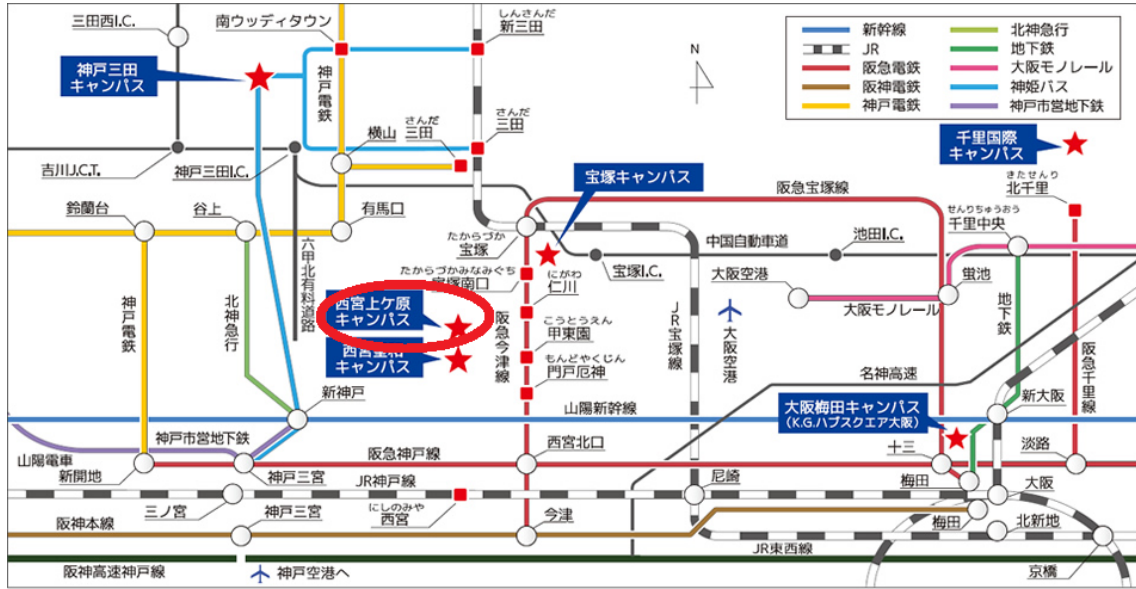 三田西I.C.
南ウッディタウン
しんさんだ
新三田
神戸三田
キャンパス
神戸電鉄
さんだ
三田
横山
さんだ
三田
吉川J.C.T.
神戸三田I.C.
N
新幹線
JR
阪急電鉄
阪神電鉄
神戸電鉄
北神急行
地下鉄
大阪モノレール
神姫バス
神戸市営地下鉄
千里国際
キャンパス
きたせんり
北千里
宝塚キャンパス
阪急宝塚線
せんりちゅうおう
千里中央
鈴蘭台
谷上
有馬口
六甲北有料道路
たからづか
宝塚
中国自動車道
池田I.C.
宝塚I.C.
大阪空港
蛍池
大阪モノレール
たからづかみなみぐち
宝塚南口
にがわ
仁川
西宮上ケ原
キャンパス
こうとうえん
甲東園
西宮聖和
キャンパス
もんどやくじん
門戸厄神
神戸電鉄
北神急行
阪急今津線
JR宝塚線
大阪空港
地下鉄
阪急千里線
名神高速
新神戸
山陽新幹線
大阪梅田キャンパス
(K.G.ハブスクエア大阪)
新大阪
神戸市営地下鉄
山陽電車
新開地
神戸三宮
阪急神戸線
西宮北口
十三
淡路
JR神戸線
にしのみや
西宮
尼崎
梅田
大阪
三ノ宮
神戸三宮
阪神本線
今津
梅田
北新地
JR東西線
京橋
阪神高速神戸線
神戸空港へ